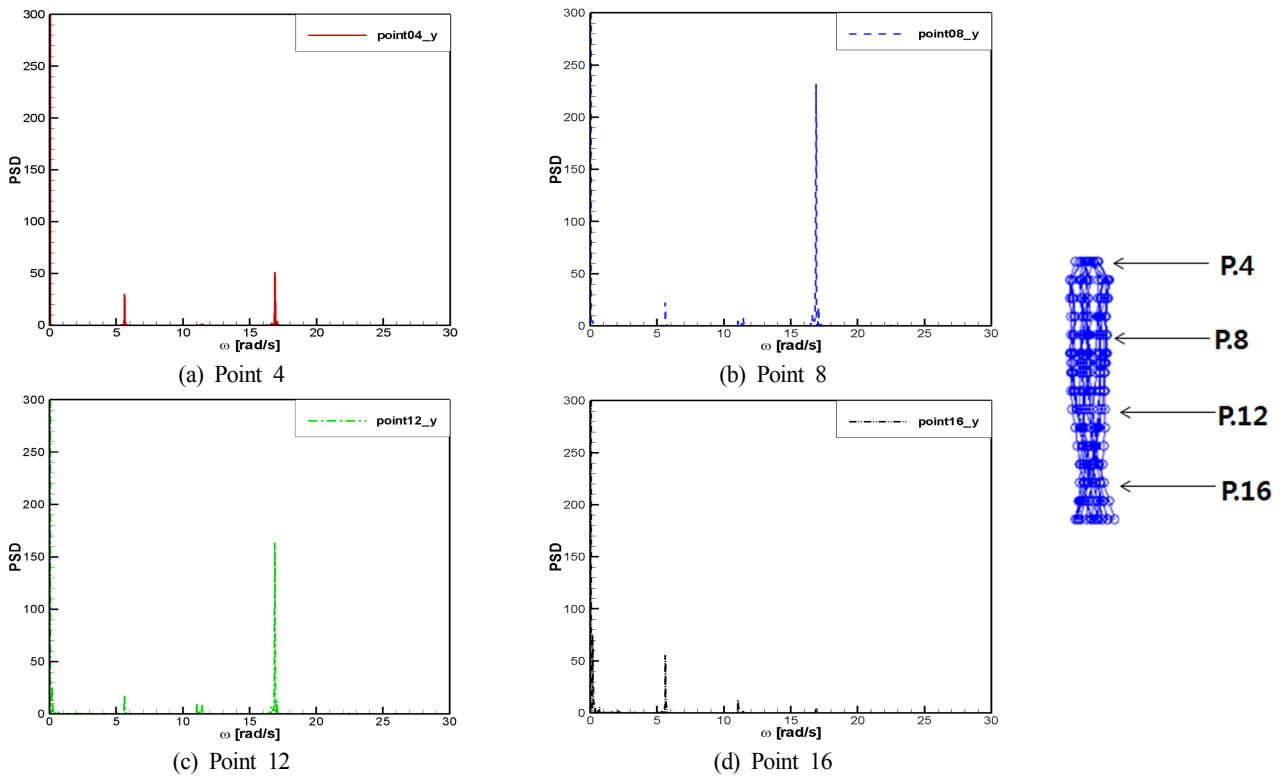 300
250
200
150
100
50
0
PSD
point04_y
0 5 10 15 20 25 30
ω [rad/s]
(a) Point 4
300
250
200
150
100
50
0
PSD
point08_y
0 5 10 15 20 25 30
ω [rad/s]
(b) Point 8
300
250
200
150
100
50
0
PSD
point12_y
0 5 10 15 20 25 30
ω [rad/s]
(c) Point 12
300
250
200
150
100
50
0
PSD
point16_y
0 5 10 15 20 25 30
ω [rad/s]
(d) Point 16
P.4
P.8
P.12
P.16